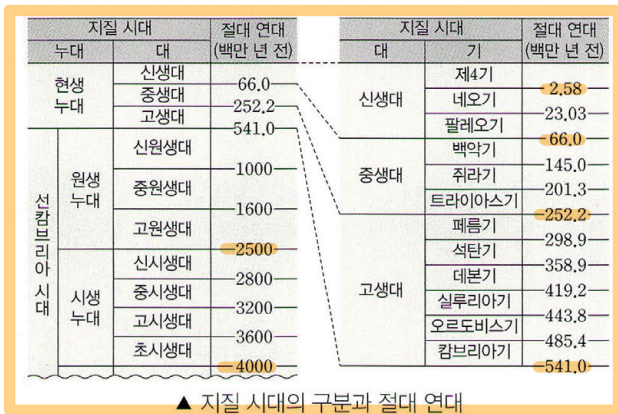 지질 시대 절대 연대
누대 대 (백만 년 전)
현생 누대 신생대
66.0
중생대
252.2
고생대
541.0
선캄브리아 시대
원생 누대 신원생대
1000
중원생대
1600
고원생대
2500
시생 누대 신시생대
2800
중시생대
3200
고시생대
3600
초시생대
4000
지질 시대 절대 연대
대 기 (백만 년 전)
신생대 제4기
2.58
네오기
23.03
팔레오기
66.0
중생대 백악기
145.0
쥐라기
201.3
트라이아스기
252.2
고생대 페름기
298.9
석탄기
358.9
데본기
419.2
실루리아기
443.8
오르도비스기
485.4
캄브리아기
541.0
▲ 지질 시대의 구분과 절대 연대